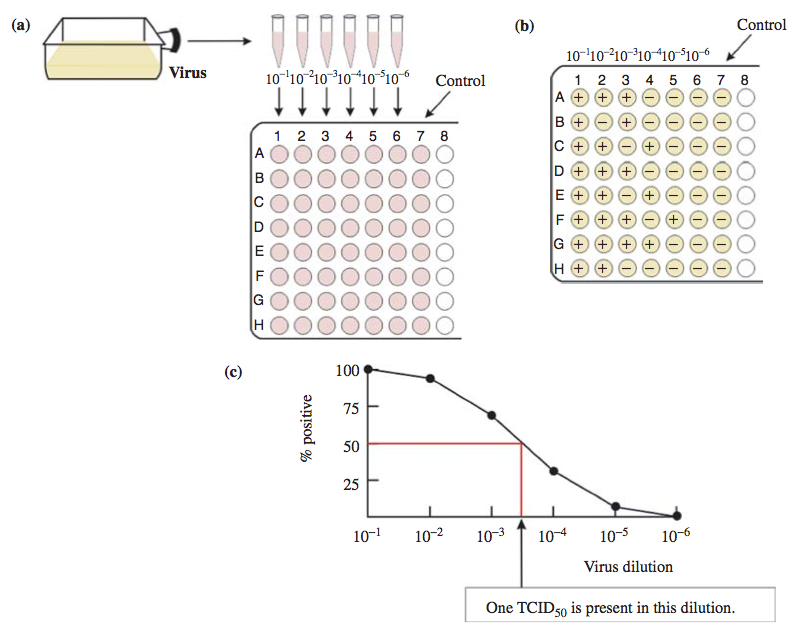 (a)
Virus
10⁻¹10⁻²10⁻³10⁻⁴10⁻⁵10⁻⁶
Control
1 2 3 4 5 6 7 8
A
B
C
D
E
F
G
H
(b)
Control
10⁻¹10⁻²10⁻³10⁻⁴10⁻⁵10⁻⁶
1 2 3 4 5 6 7 8
A + + + − − − −
B + − + − − − −
C + + − + − − −
D + + + − − − −
E + + − + − − −
F + + + − + − −
G + + + + − − −
H + + − − − − −
(c)
% positive
100
75
50
25
10⁻¹ 10⁻² 10⁻³ 10⁻⁴ 10⁻⁵ 10⁻⁶
Virus dilution
One TCID₅₀ is present in this dilution.